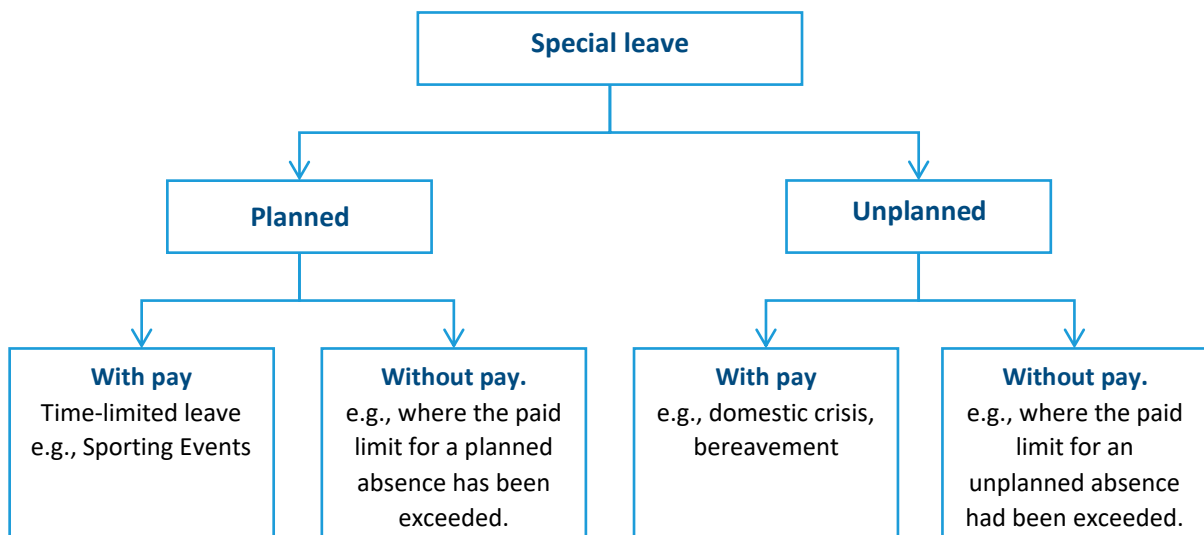 Special leave
Planned
Unplanned
With pay
Time-limited leave
e.g., Sporting Events
Without pay.
e.g., where the paid
limit for a planned
absence has been
exceeded.
With pay
e.g., domestic crisis,
bereavement
Without pay.
e.g., where the paid
limit for an
unplanned absence
had been exceeded.